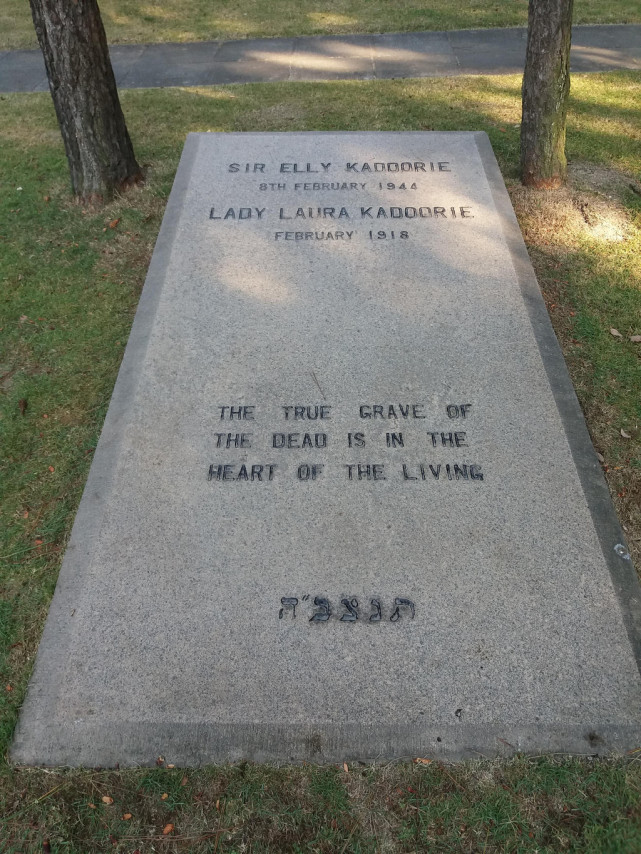 SIR ELLY KADOORIE
8TH FEBRUARY 1944
LADY LAURA KADOORIE
FEBRUARY 1918
THE TRUE GRAVE OF
THE DEAD IS IN THE
HEART OF THE LIVING
תנצב״ה